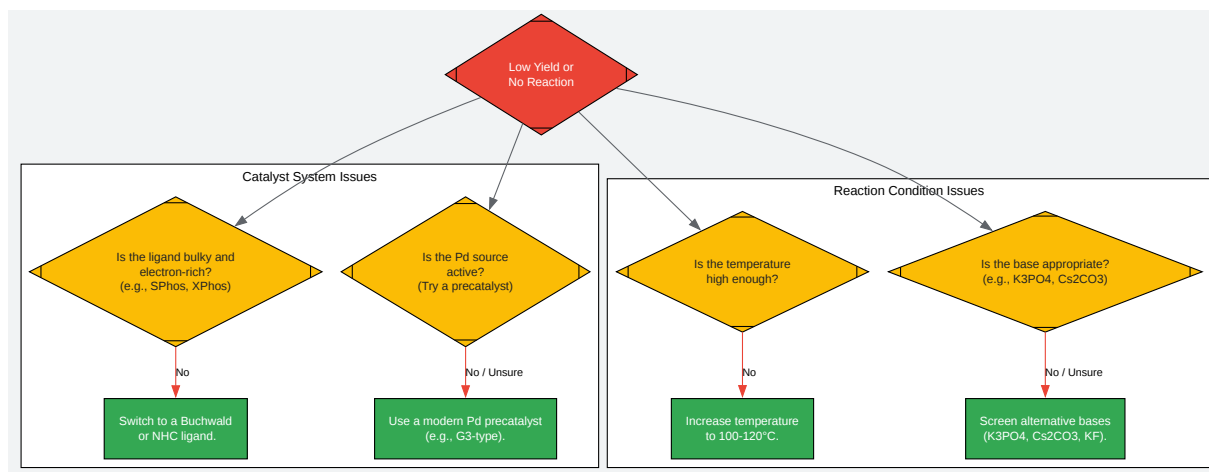 Low Yield or
No Reaction
Catalyst System Issues
Is the ligand bulky and
electron-rich?
(e.g., SPhos, XPhos)
Is the Pd source
active?
(Try a precatalyst)
No
No / Unsure
Switch to a Buchwald
or NHC ligand.
Use a modern Pd precatalyst
(e.g., G3-type).
Reaction Condition Issues
Is the temperature
high enough?
Is the base appropriate?
(e.g., K3PO4, Cs2CO3)
No
No / Unsure
Increase temperature
to 100-120°C.
Screen alternative bases
(K3PO4, Cs2CO3, KF).